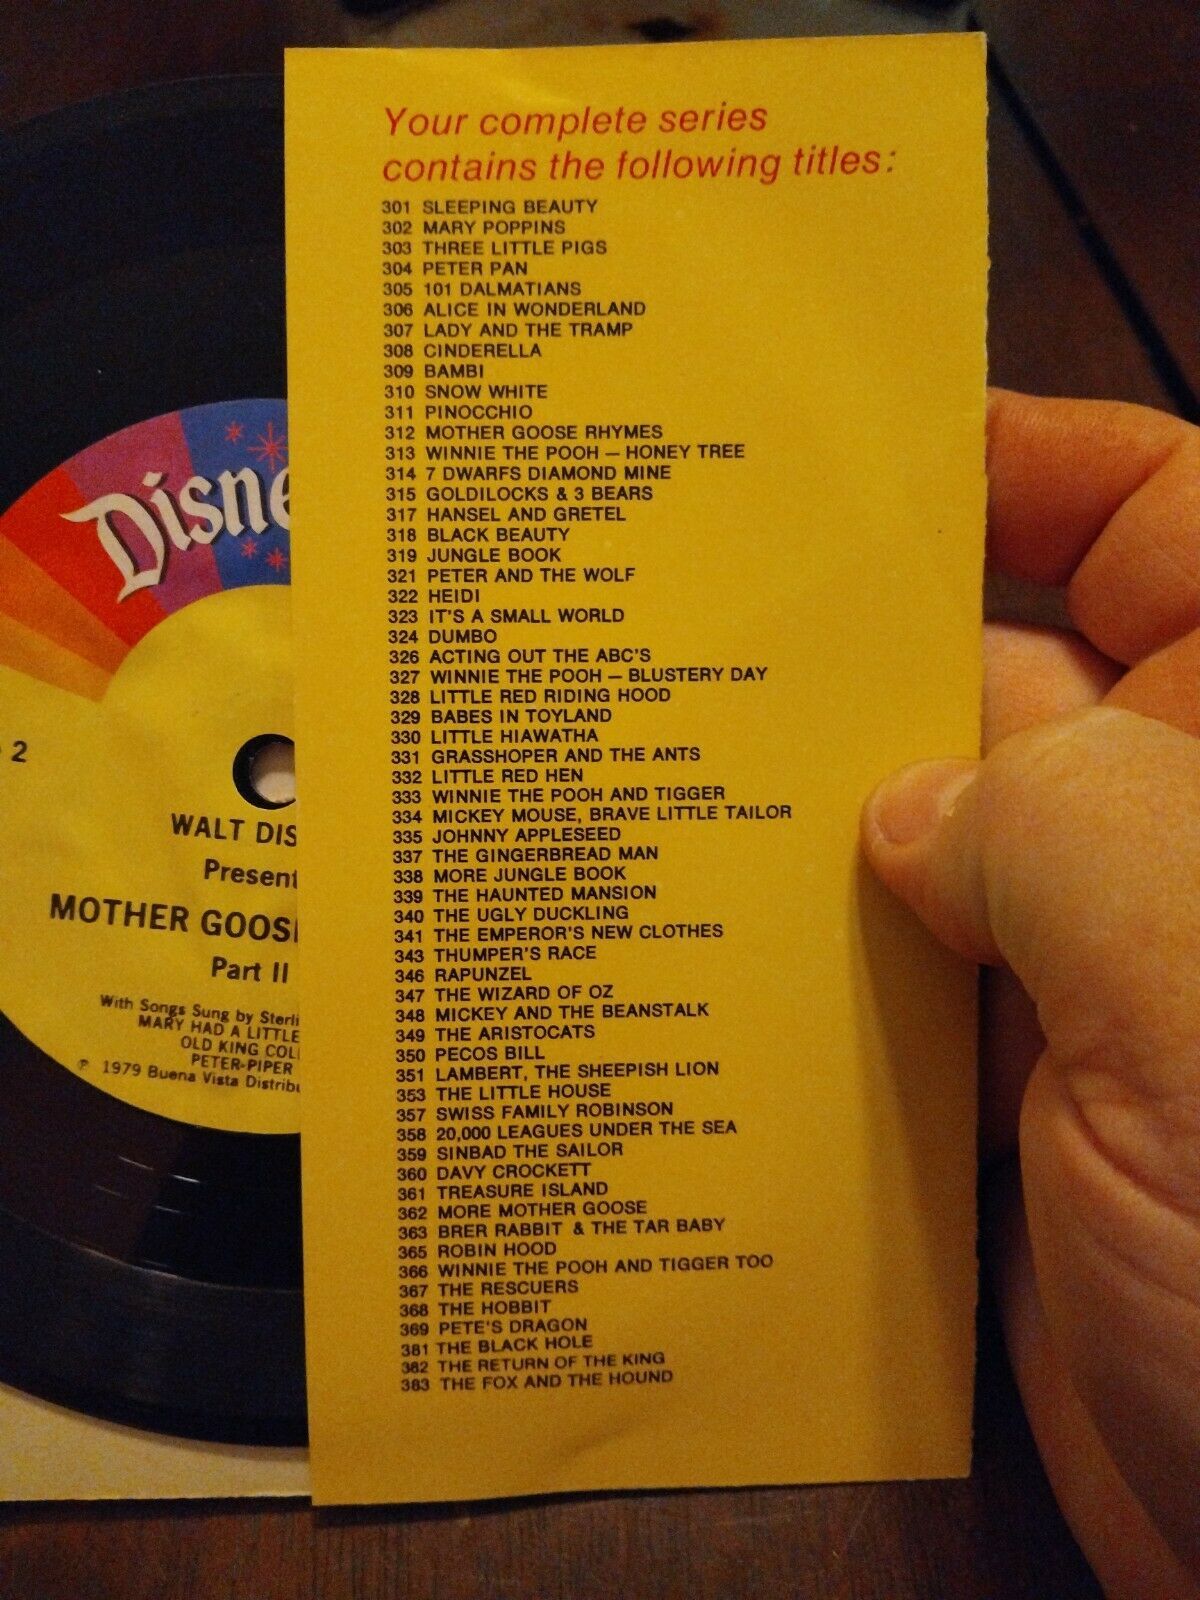 Your complete series
contains the following titles:
301 SLEEPING BEAUTY
302 MARY POPPINS
303 THREE LITTLE PIGS
304 PETER PAN
305 101 DALMATIANS
306 ALICE IN WONDERLAND
307 LADY AND THE TRAMP
308 CINDERELLA
309 BAMBI
310 SNOW WHITE
311 PINOCCHIO
312 MOTHER GOOSE RHYMES
313 WINNIE THE POOH – HONEY TREE
314 7 DWARFS DIAMOND MINE
315 GOLDILOCKS & 3 BEARS
317 HANSEL AND GRETEL
318 BLACK BEAUTY
319 JUNGLE BOOK
321 PETER AND THE WOLF
322 HEIDI
323 IT'S A SMALL WORLD
324 DUMBO
326 ACTING OUT THE ABC'S
327 WINNIE THE POOH – BLUSTERY DAY
328 LITTLE RED RIDING HOOD
329 BABES IN TOYLAND
330 LITTLE HIAWATHA
331 GRASSHOPER AND THE ANTS
332 LITTLE RED HEN
333 WINNIE THE POOH AND TIGGER
334 MICKEY MOUSE, BRAVE LITTLE TAILOR
335 JOHNNY APPLESEED
337 THE GINGERBREAD MAN
338 MORE JUNGLE BOOK
339 THE HAUNTED MANSION
340 THE UGLY DUCKLING
341 THE EMPEROR'S NEW CLOTHES
343 THUMPER'S RACE
346 RAPUNZEL
347 THE WIZARD OF OZ
348 MICKEY AND THE BEANSTALK
349 THE ARISTOCATS
350 PECOS BILL
351 LAMBERT, THE SHEEPISH LION
353 THE LITTLE HOUSE
357 SWISS FAMILY ROBINSON
358 20,000 LEAGUES UNDER THE SEA
359 SINBAD THE SAILOR
360 DAVY CROCKETT
361 TREASURE ISLAND
362 MORE MOTHER GOOSE
363 BRER RABBIT & THE TAR BABY
365 ROBIN HOOD
366 WINNIE THE POOH AND TIGGER TOO
367 THE RESCUERS
368 THE HOBBIT
369 PETE'S DRAGON
381 THE BLACK HOLE
382 THE RETURN OF THE KING
383 THE FOX AND THE HOUND
Disne
2
WALT DIS
Present
MOTHER GOOS
Part II
With Songs Sung by Sterli
MARY HAD A LITTLE
OLD KING COL
PETER-PIPER
℗ 1979 Buena Vista Distribu